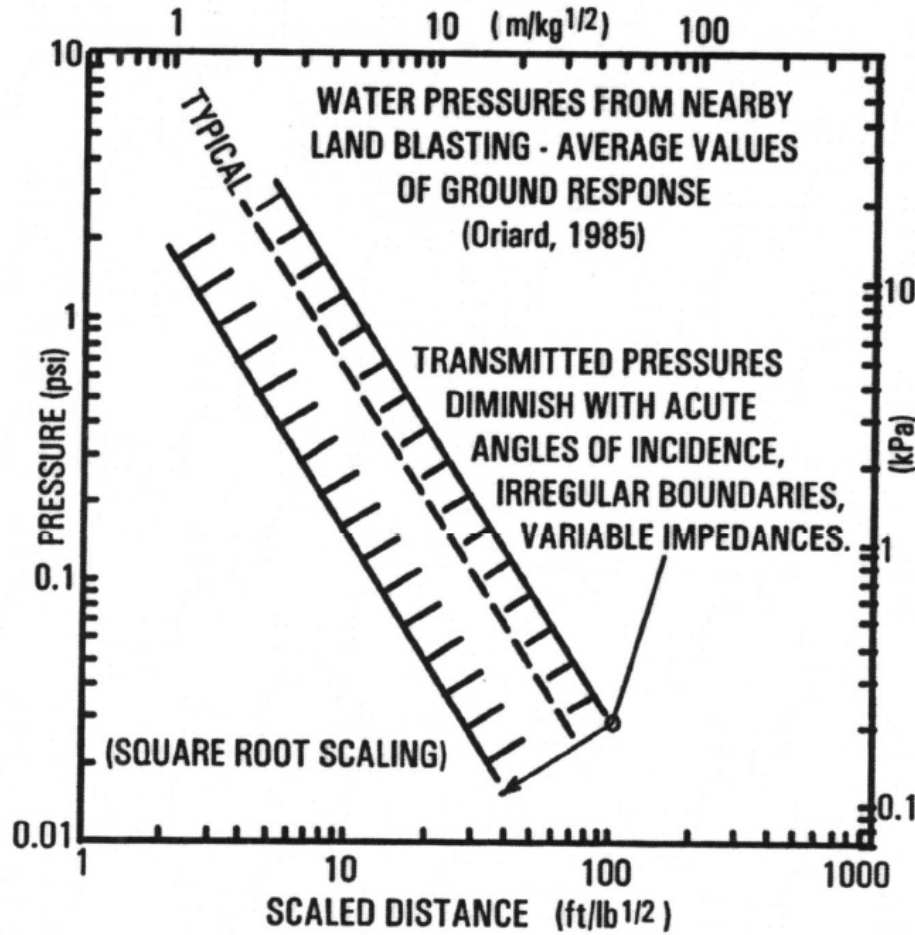 1 10 (m/kg1/2) 100
10
TYPICAL
WATER PRESSURES FROM NEARBY
LAND BLASTING - AVERAGE VALUES
OF GROUND RESPONSE
(Oriard, 1985)
10
1
TRANSMITTED PRESSURES
DIMINISH WITH ACUTE
ANGLES OF INCIDENCE,
IRREGULAR BOUNDARIES,
VARIABLE IMPEDANCES.
PRESSURE (psi)
(kPa)
1
0.1
(SQUARE ROOT SCALING)
0.1
0.01
1 10 100 1000
SCALED DISTANCE (ft/lb1/2)